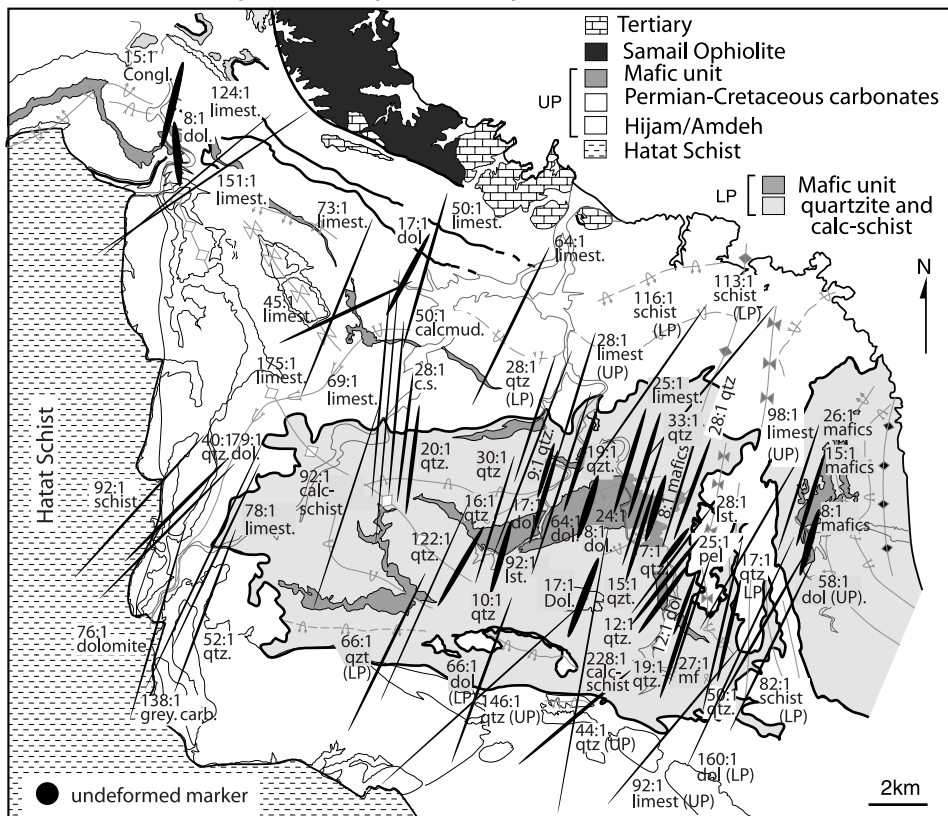 Tertiary
Samail Ophiolite
Mafic unit
UP
Permian-Cretaceous carbonates
Hijam/Amdeh
Hatat Schist
LP
Mafic unit
quartzite and
calc-schist
N
15:1
Congl.
124:1
limest.
8:1
dol.
151:1
limest.
73:1
limest.
17:1
dol
50:1
limest.
64:1
limest.
45:1
limest.
50:1
calcmud.
116:1
schist
(LP)
113:1
schist
(LP)
175:1
limest.
69:1
limest.
28:1
c.s.
28:1
qtz
(LP)
28:1
limest
(UP)
25:1
limest.
33:1
qtz
28:1 qtz
98:1
limest
(UP)
26:1
mafics
15:1
mafics
8:1
mafics
Hatat Schist
40:1
qtz.
179:1
dol.
92:1
schist
92:1
calc-
schist
20:1
qtz.
30:1
qtz
9:1 qtz.
19:1
qzt.
8:1 mafics
16:1
qtz
17:1
dol.
64:1
dol.
24:1
8:1
dol.
28:1
lst.
78:1
limest.
122:1
qtz.
92:1
lst.
7:1
qtz
25:1
pel
17:1
qtz
LP
58:1
dol (UP).
10:1
qtz
17:1
Dol.
15:1
qzt.
12:1
qtz.
12:1 dol
76:1
dolomite
52:1
qtz.
66:1
qzt
(LP)
66:1
dol
(LP)
228:1
calc-
schist
19:1
qtz.
27:1
mf
50:1
qtz.
82:1
schist
(LP)
138:1
grey. carb.
146:1
qtz (UP)
44:1
qtz (UP)
160:1
dol (LP)
92:1
limest (UP)
undeformed marker
2km